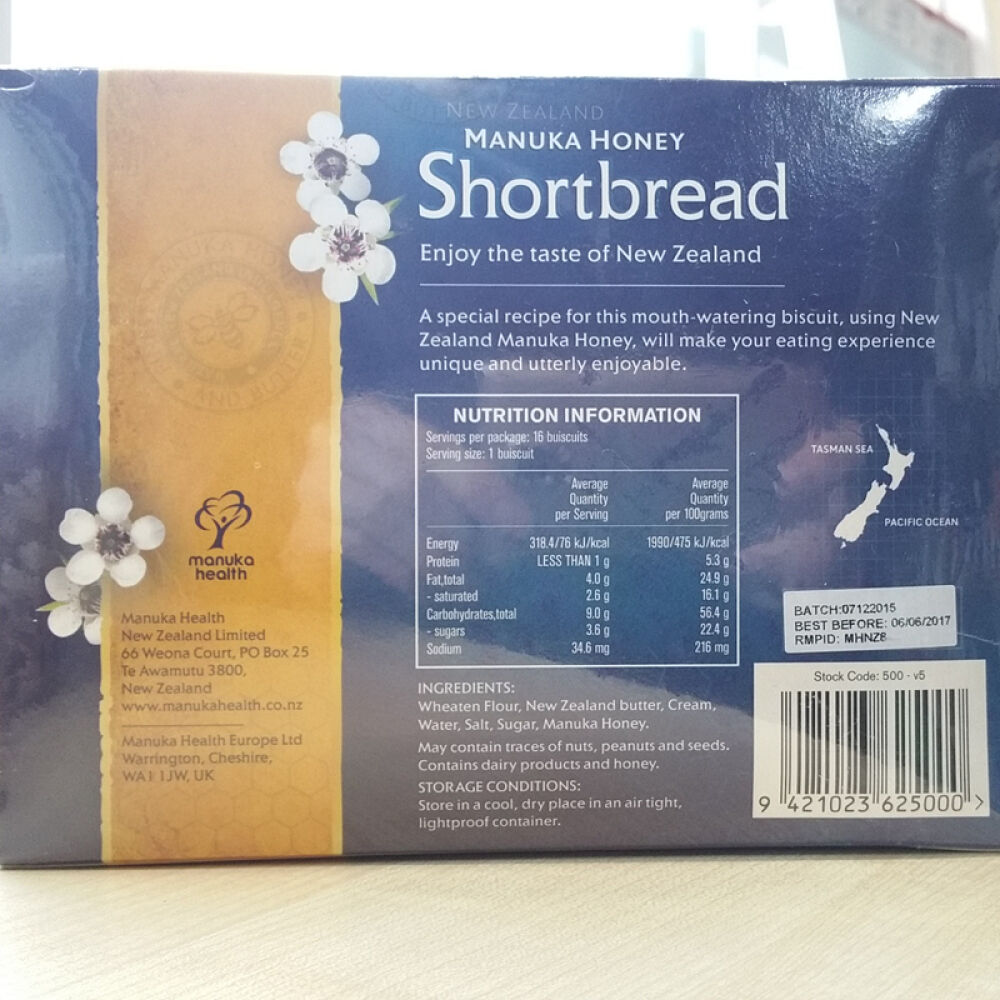 NEW ZEALAND
MANUKA HONEY
Shortbread
Enjoy the taste of New Zealand
A special recipe for this mouth-watering biscuit, using New
Zealand Manuka Honey, will make your eating experience
unique and utterly enjoyable.
NUTRITION INFORMATION
Servings per package: 16 buiscuits
Serving size: 1 buiscuit
Average Quantity per Serving Average Quantity per 100grams
Energy 318.4/76 kJ/kcal 1990/475 kJ/kcal
Protein LESS THAN 1 g 5.3 g
Fat,total 4.0 g 24.9 g
- saturated 2.6 g 16.1 g
Carbohydrates,total 9.0 g 56.4 g
- sugars 3.6 g 22.4 g
Sodium 34.6 mg 216 mg
INGREDIENTS:
Wheaten Flour, New Zealand butter, Cream,
Water, Salt, Sugar, Manuka Honey.
May contain traces of nuts, peanuts and seeds.
Contains dairy products and honey.
STORAGE CONDITIONS:
Store in a cool, dry place in an air tight,
lightproof container.
TASMAN SEA
PACIFIC OCEAN
BATCH:07122015
BEST BEFORE: 06/06/2017
RMPID: MHNZ8
Stock Code: 500 - v5
9 421023 625000 >
manuka
health
Manuka Health
New Zealand Limited
66 Weona Court, PO Box 25
Te Awamutu 3800,
New Zealand
www.manukahealth.co.nz
Manuka Health Europe Ltd
Warrington, Cheshire,
WA1 1JW, UK